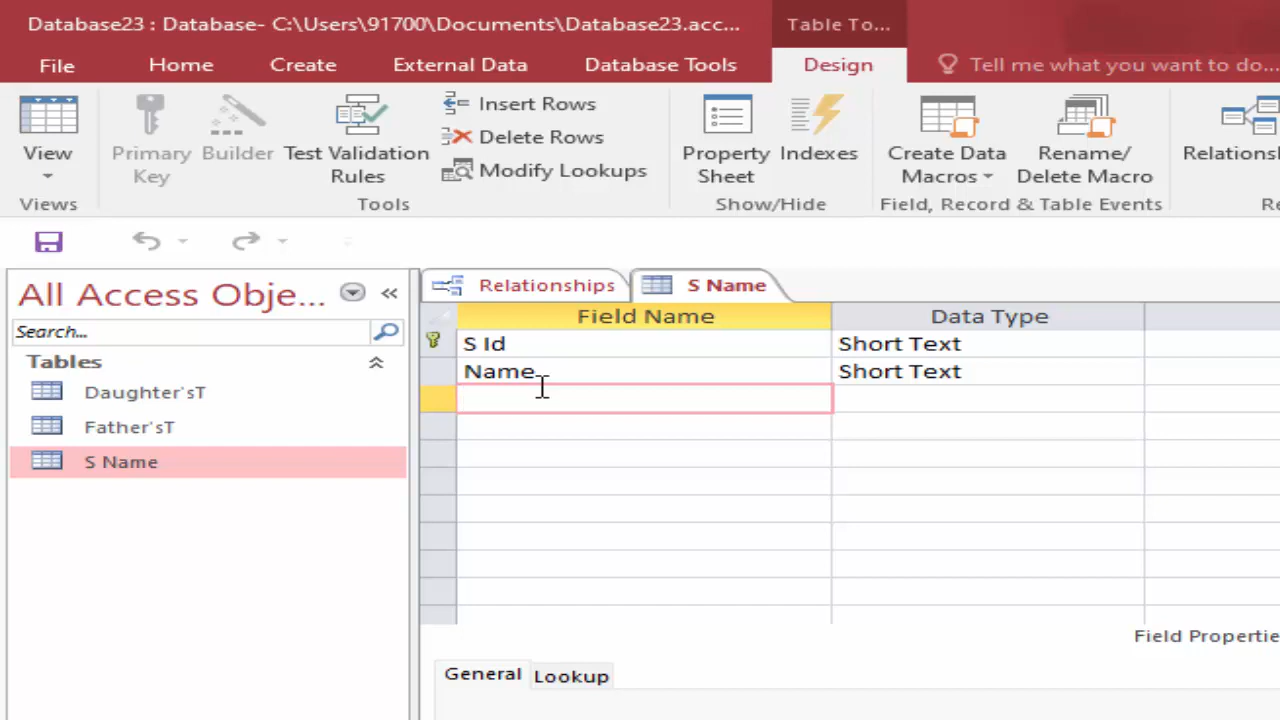 Database23 : Database- C:\Users\91700\Documents\Database23.acc...
Table To...
File Home Create External Data Database Tools Design Tell me what you want to do...
View
Primary Key
Builder
Test Validation Rules
Insert Rows
Delete Rows
Modify Lookups
Property Sheet
Indexes
Create Data Macros
Rename/ Delete Macro
Relations
Views Tools Show/Hide Field, Record & Table Events Re
All Access Obje...
Search...
Tables
Daughter'sT
Father'sT
S Name
Relationships S Name
Field Name Data Type
S Id Short Text
Name Short Text
Field Propertie
General Lookup